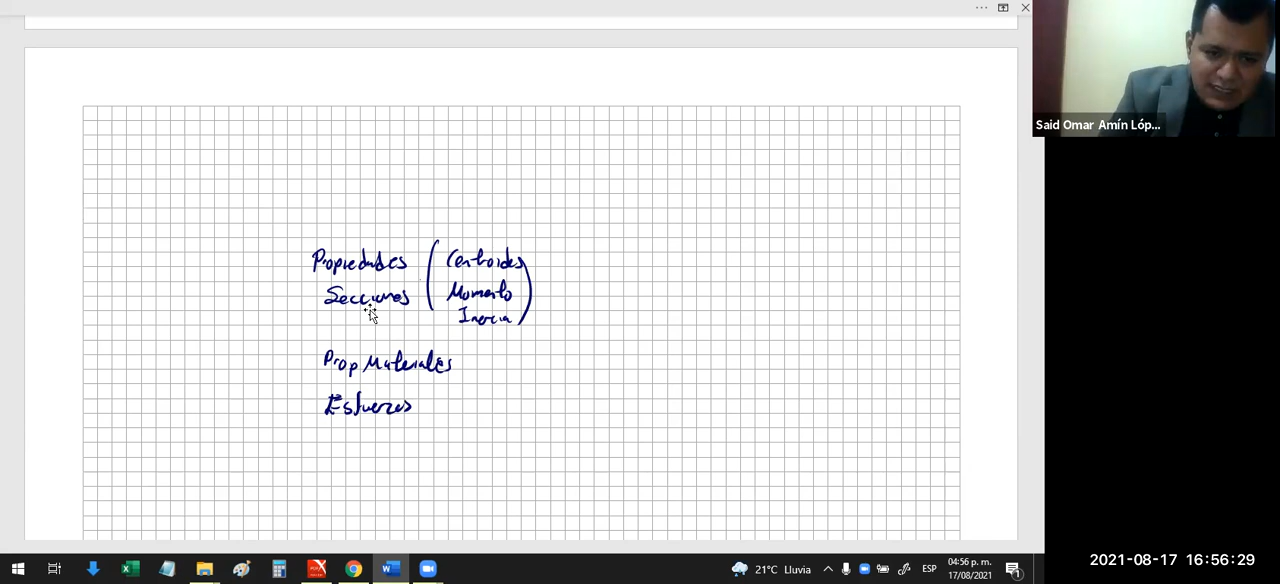 Said Omar Amín Lóp...
Propiedades ( Centroides
Secciones Momento
Inercia )
Prop Materiales
Esfuerzos
21°C Lluvia
ESP
04:56 p. m.
17/08/2021
1
2021-08-17 16:56:29